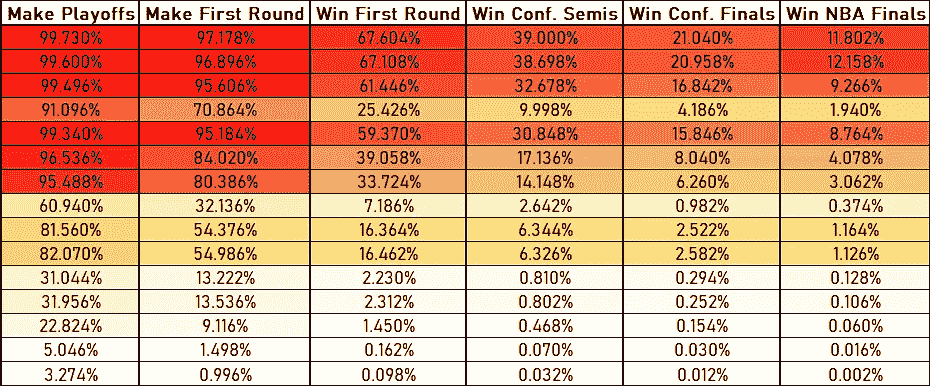 Make Playoffs Make First Round Win First Round Win Conf. Semis Win Conf. Finals Win NBA Finals
99.730% 97.178% 67.604% 39.000% 21.040% 11.802%
99.600% 96.896% 67.108% 38.698% 20.958% 12.158%
99.496% 95.606% 61.446% 32.678% 16.842% 9.266%
91.096% 70.864% 25.426% 9.998% 4.186% 1.940%
99.340% 95.184% 59.370% 30.848% 15.846% 8.764%
96.536% 84.020% 39.058% 17.136% 8.040% 4.078%
95.488% 80.386% 33.724% 14.148% 6.260% 3.062%
60.940% 32.136% 7.186% 2.642% 0.982% 0.374%
81.560% 54.376% 16.364% 6.344% 2.522% 1.164%
82.070% 54.986% 16.462% 6.326% 2.582% 1.126%
31.044% 13.222% 2.230% 0.810% 0.294% 0.128%
31.956% 13.536% 2.312% 0.802% 0.252% 0.106%
22.824% 9.116% 1.450% 0.468% 0.154% 0.060%
5.046% 1.498% 0.162% 0.070% 0.030% 0.016%
3.274% 0.996% 0.098% 0.032% 0.012% 0.002%